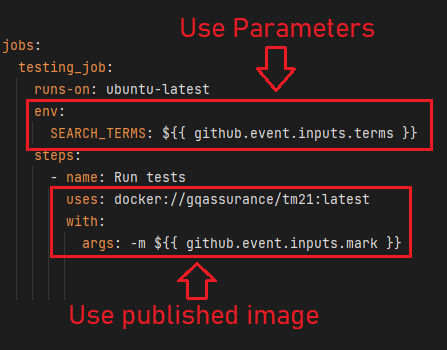 Use Parameters
jobs:
testing_job:
runs-on: ubuntu-latest
env:
SEARCH_TERMS: ${{ github.event.inputs.terms }}
steps:
- name: Run tests
uses: docker://gqassurance/tm21:latest
with:
args: -m ${{ github.event.inputs.mark }}
Use published image